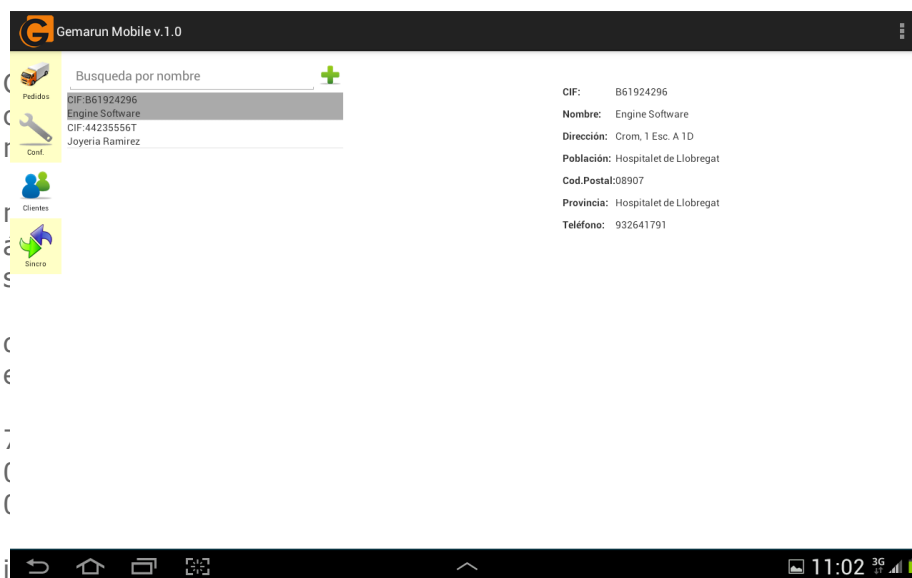 Gemarun Mobile v.1.0
Pedidos
Conf.
Clientes
Sincro
Busqueda por nombre
CIF:B61924296
Engine Software
CIF:44235556T
Joyeria Ramirez
CIF: B61924296
Nombre: Engine Software
Dirección: Crom, 1 Esc. A 1D
Población: Hospitalet de Llobregat
Cod.Postal:08907
Provincia: Hospitalet de Llobregat
Teléfono: 932641791
11:02 3G